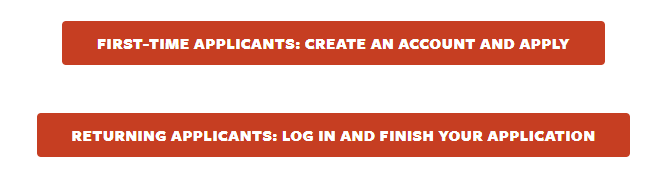 FIRST-TIME APPLICANTS: CREATE AN ACCOUNT AND APPLY
RETURNING APPLICANTS: LOG IN AND FINISH YOUR APPLICATION